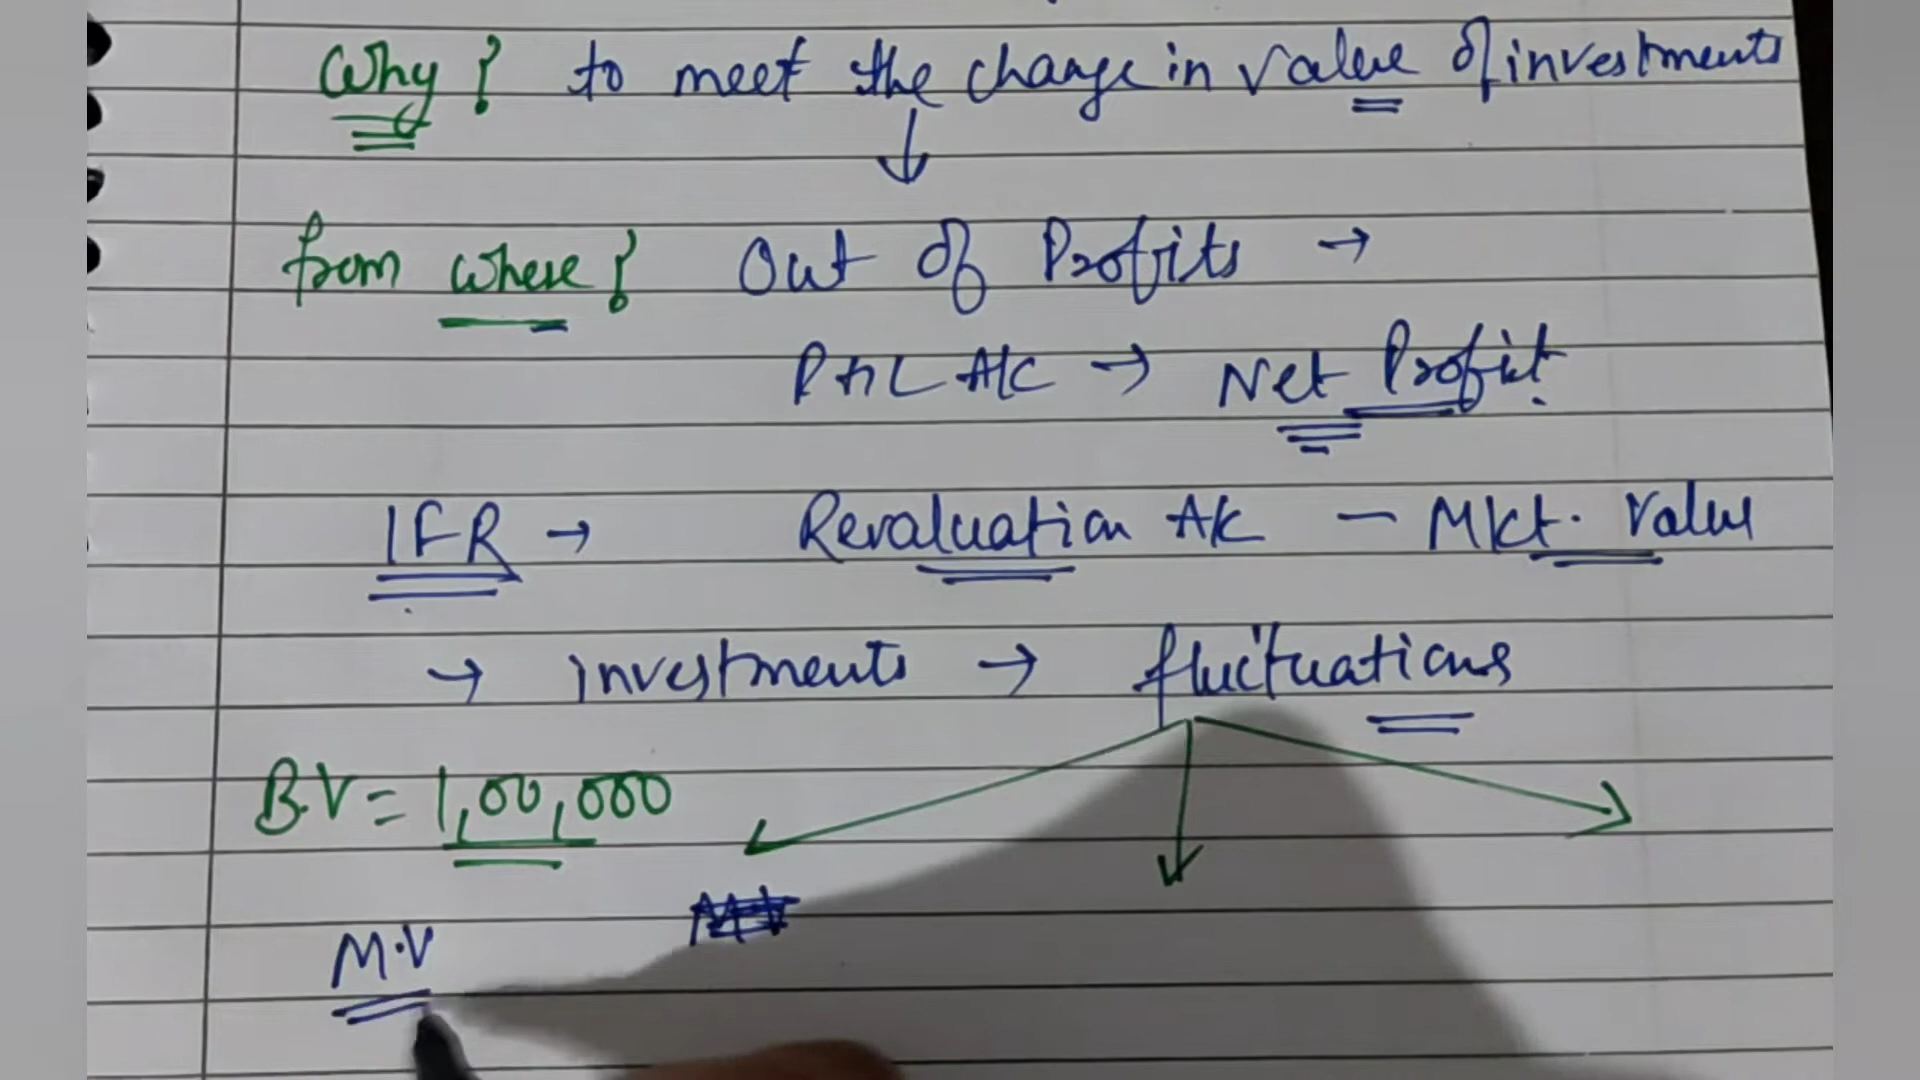 Why? to meet the change in value of investments
↓
from where? Out of Profits →
P & L A/c → Net Profit.
IFR → Revaluation A/c - Mkt. Value
→ investments → fluctuations
B.V = 1,00,000
M.V